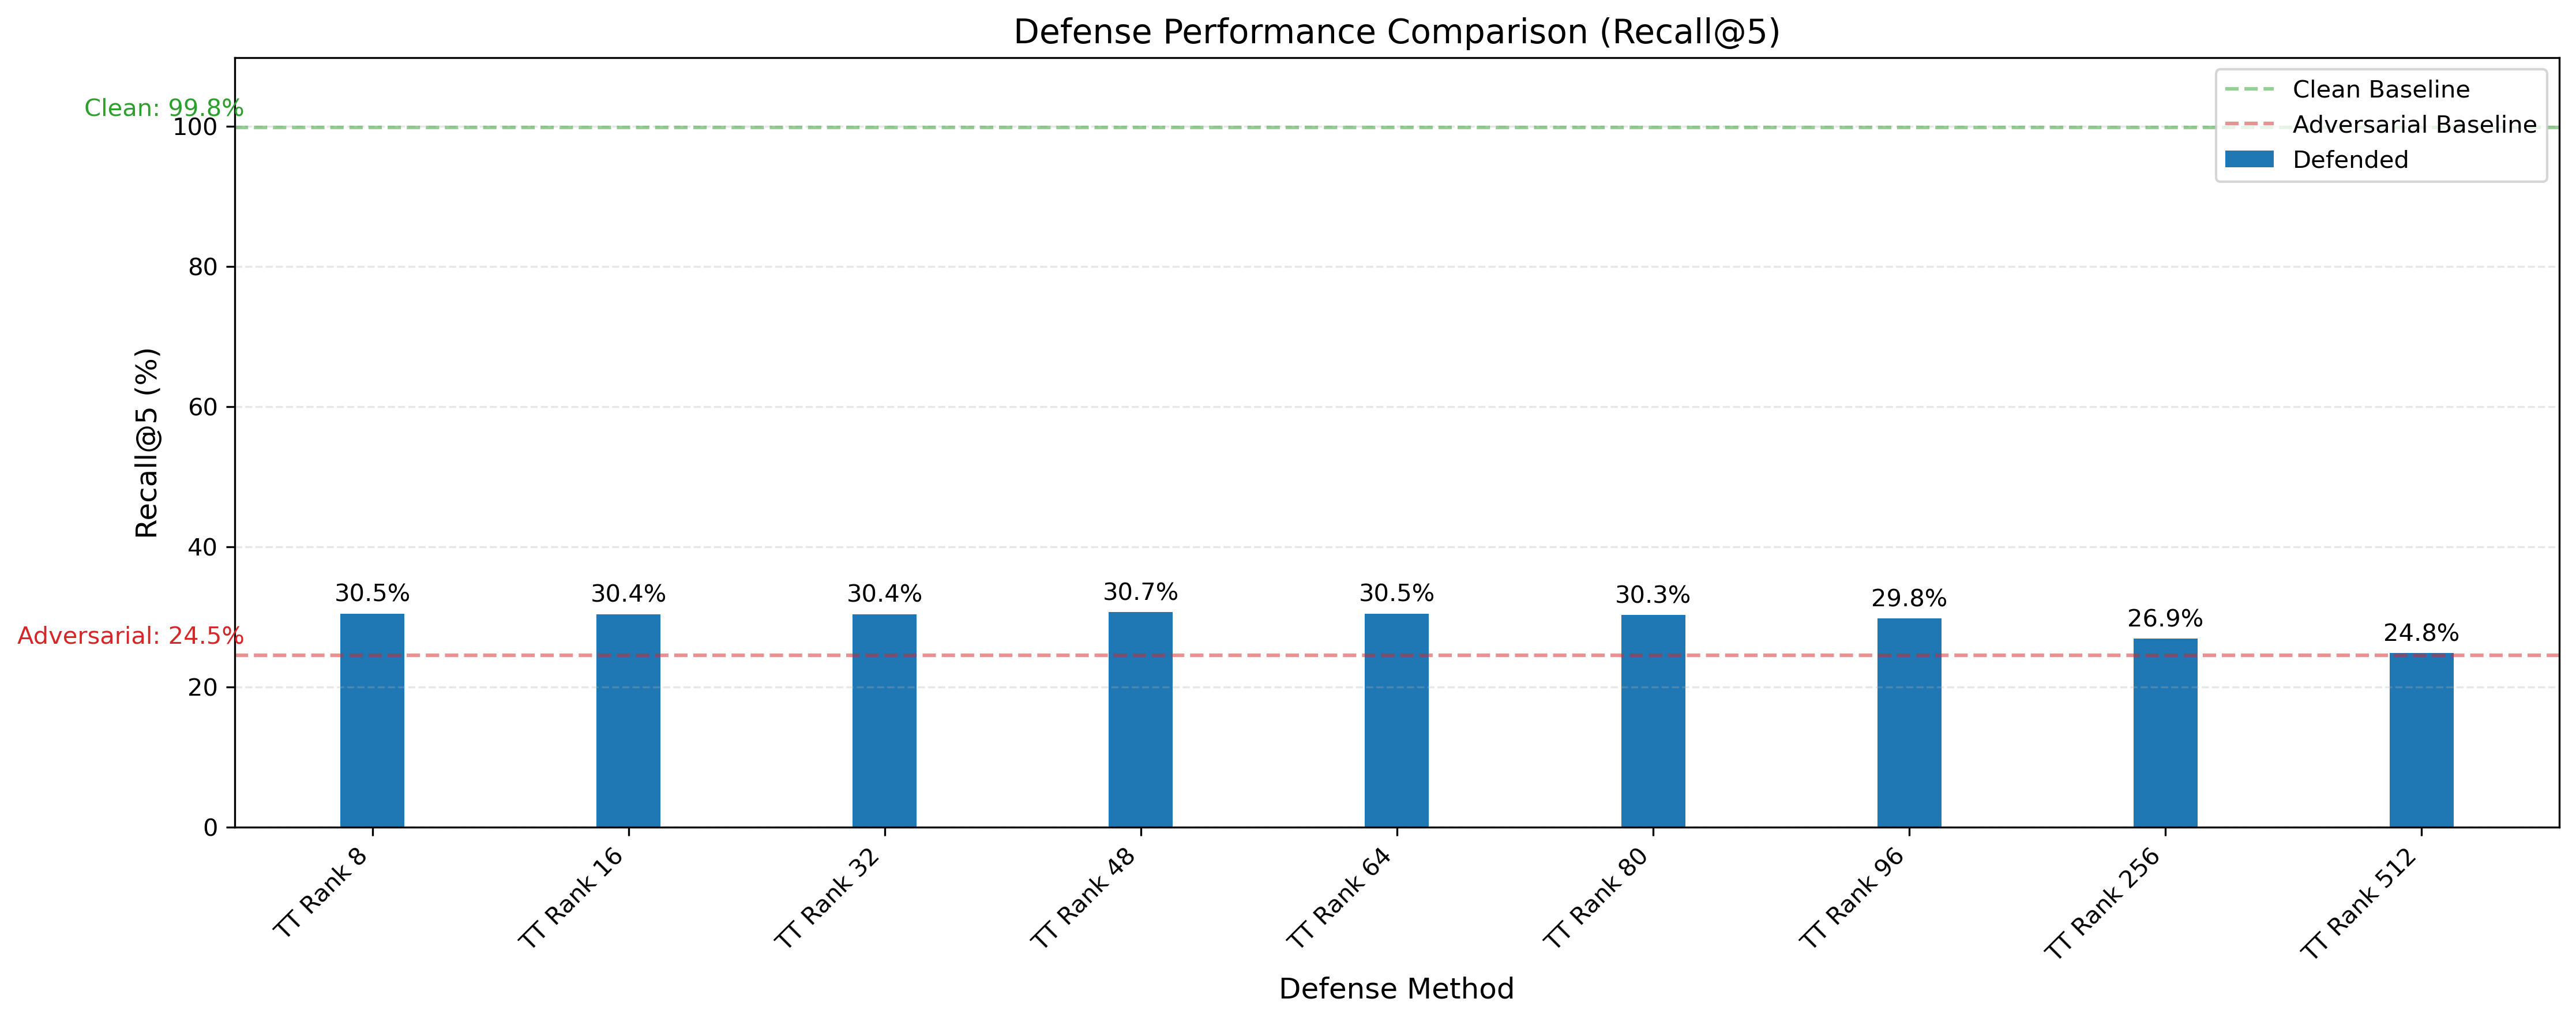 Defense Performance Comparison (Recall@5)
Clean: 99.8%
Adversarial: 24.5%
Clean Baseline
Adversarial Baseline
Defended
Recall@5 (%)
100
80
60
40
20
0
30.5%
30.4%
30.4%
30.7%
30.5%
30.3%
29.8%
26.9%
24.8%
TT Rank 8
TT Rank 16
TT Rank 32
TT Rank 48
TT Rank 64
TT Rank 80
TT Rank 96
TT Rank 256
TT Rank 512
Defense Method